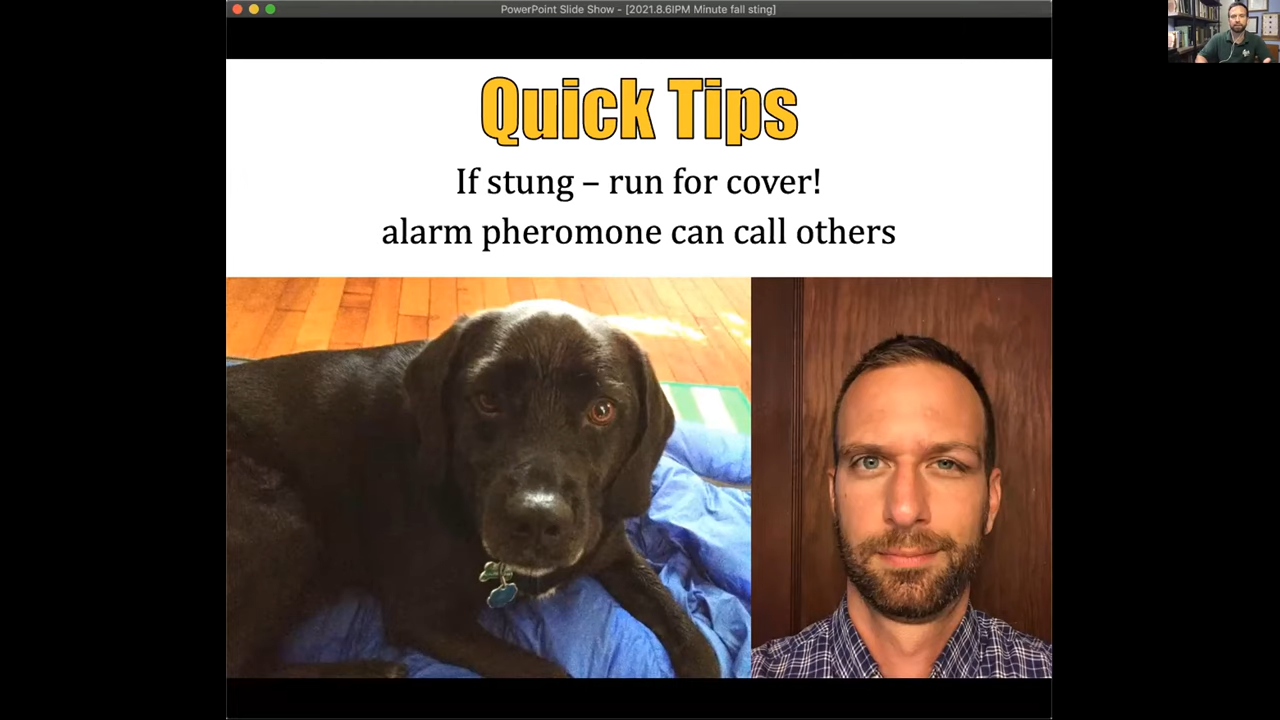 PowerPoint Slide Show - [2021.8.6IPM Minute fall sting]
Quick Tips
If stung – run for cover!
alarm pheromone can call others